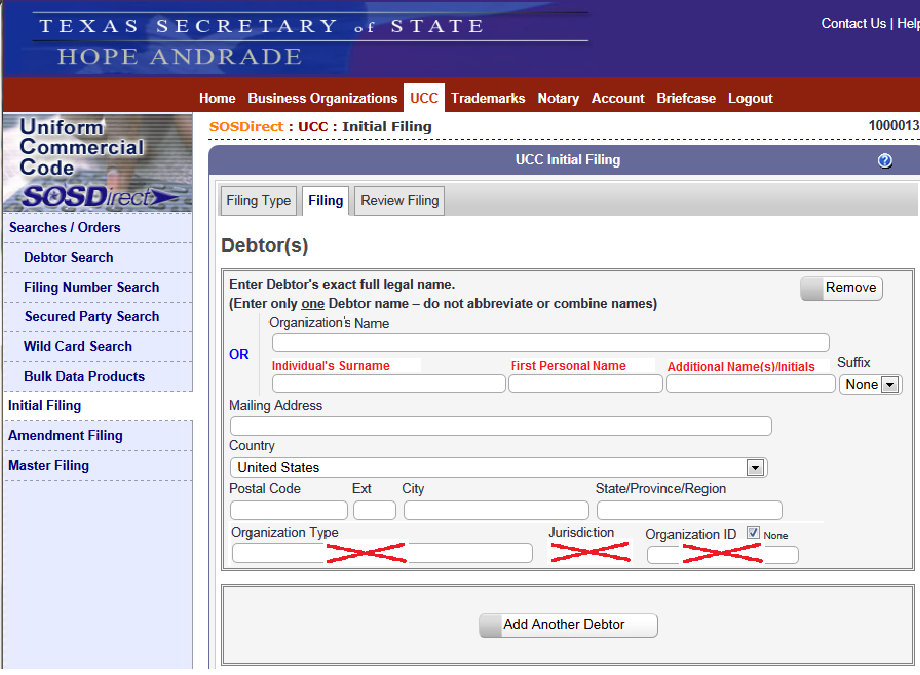 TEXAS SECRETARY of STATE
HOPE ANDRADE
Contact Us | Help
Home Business Organizations UCC Trademarks Notary Account Briefcase Logout
Uniform
Commercial
Code
SOSDirect
SOSDirect : UCC : Initial Filing
1000013
UCC Initial Filing
?
Filing Type Filing Review Filing
Searches / Orders
Debtor Search
Filing Number Search
Secured Party Search
Wild Card Search
Bulk Data Products
Initial Filing
Amendment Filing
Master Filing
Debtor(s)
Enter Debtor's exact full legal name.
(Enter only one Debtor name – do not abbreviate or combine names)
Remove
Organization's Name
OR
Individual's Surname First Personal Name Additional Name(s)/Initials Suffix
None
Mailing Address
Country
United States
Postal Code Ext City State/Province/Region
Organization Type Jurisdiction Organization ID None
Add Another Debtor